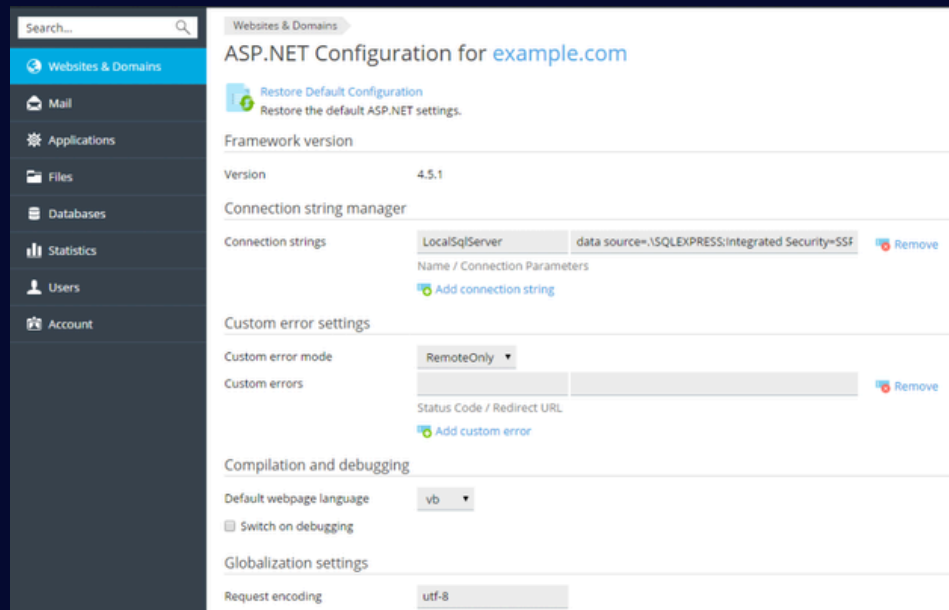 Search...
Websites & Domains
Mail
Applications
Files
Databases
Statistics
Users
Account
Websites & Domains
ASP.NET Configuration for example.com
Restore Default Configuration
Restore the default ASP.NET settings.
Framework version
Version 4.5.1
Connection string manager
Connection strings LocalSqlServer data source=.\SQLEXPRESS;Integrated Security=SSF Remove
Name / Connection Parameters
Add connection string
Custom error settings
Custom error mode RemoteOnly
Custom errors Remove
Status Code / Redirect URL
Add custom error
Compilation and debugging
Default webpage language vb
Switch on debugging
Globalization settings
Request encoding utf-8